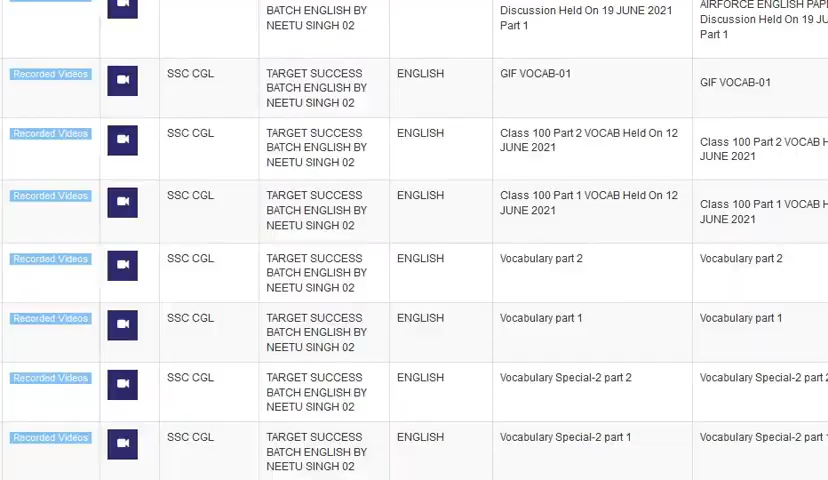 BATCH ENGLISH BY
NEETU SINGH 02
Discussion Held On 19 JUNE 2021
Part 1
AIRFORCE ENGLISH PAP
Discussion Held On 19 JU
Part 1
Recorded Videos SSC CGL TARGET SUCCESS ENGLISH GIF VOCAB-01
BATCH ENGLISH BY GIF VOCAB-01
NEETU SINGH 02
Recorded Videos SSC CGL TARGET SUCCESS ENGLISH Class 100 Part 2 VOCAB Held On 12
BATCH ENGLISH BY JUNE 2021 Class 100 Part 2 VOCAB H
NEETU SINGH 02 JUNE 2021
Recorded Videos SSC CGL TARGET SUCCESS ENGLISH Class 100 Part 1 VOCAB Held On 12
BATCH ENGLISH BY JUNE 2021 Class 100 Part 1 VOCAB H
NEETU SINGH 02 JUNE 2021
Recorded Videos SSC CGL TARGET SUCCESS ENGLISH Vocabulary part 2 Vocabulary part 2
BATCH ENGLISH BY
NEETU SINGH 02
Recorded Videos SSC CGL TARGET SUCCESS ENGLISH Vocabulary part 1 Vocabulary part 1
BATCH ENGLISH BY
NEETU SINGH 02
Recorded Videos SSC CGL TARGET SUCCESS ENGLISH Vocabulary Special-2 part 2 Vocabulary Special-2 part 2
BATCH ENGLISH BY
NEETU SINGH 02
Recorded Videos SSC CGL TARGET SUCCESS ENGLISH Vocabulary Special-2 part 1 Vocabulary Special-2 part 1
BATCH ENGLISH BY
NEETU SINGH 02